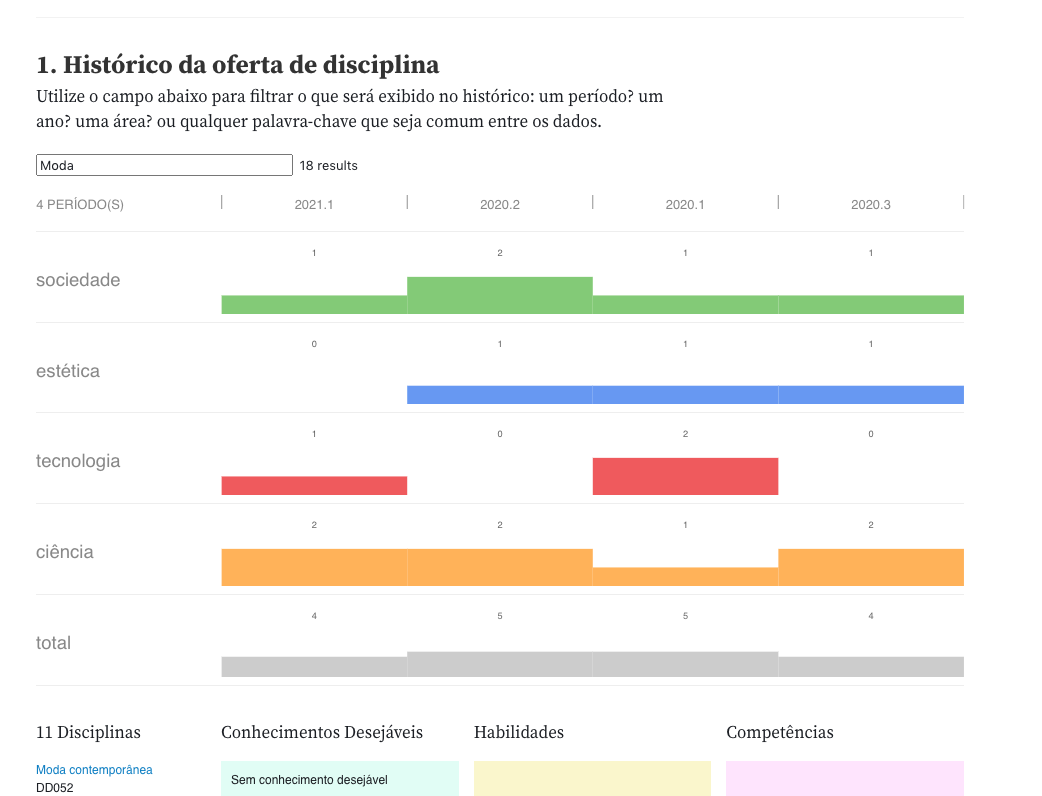 1. Histórico da oferta de disciplina
Utilize o campo abaixo para filtrar o que será exibido no histórico: um período? um
ano? uma área? ou qualquer palavra-chave que seja comum entre os dados.
Moda 18 results
4 PERÍODO(S) 2021.1 2020.2 2020.1 2020.3
1 2 1 1
sociedade
0 1 1 1
estética
1 0 2 0
tecnologia
2 2 1 2
ciência
4 5 5 4
total
11 Disciplinas Conhecimentos Desejáveis Habilidades Competências
Moda contemporânea
DD052
Sem conhecimento desejável